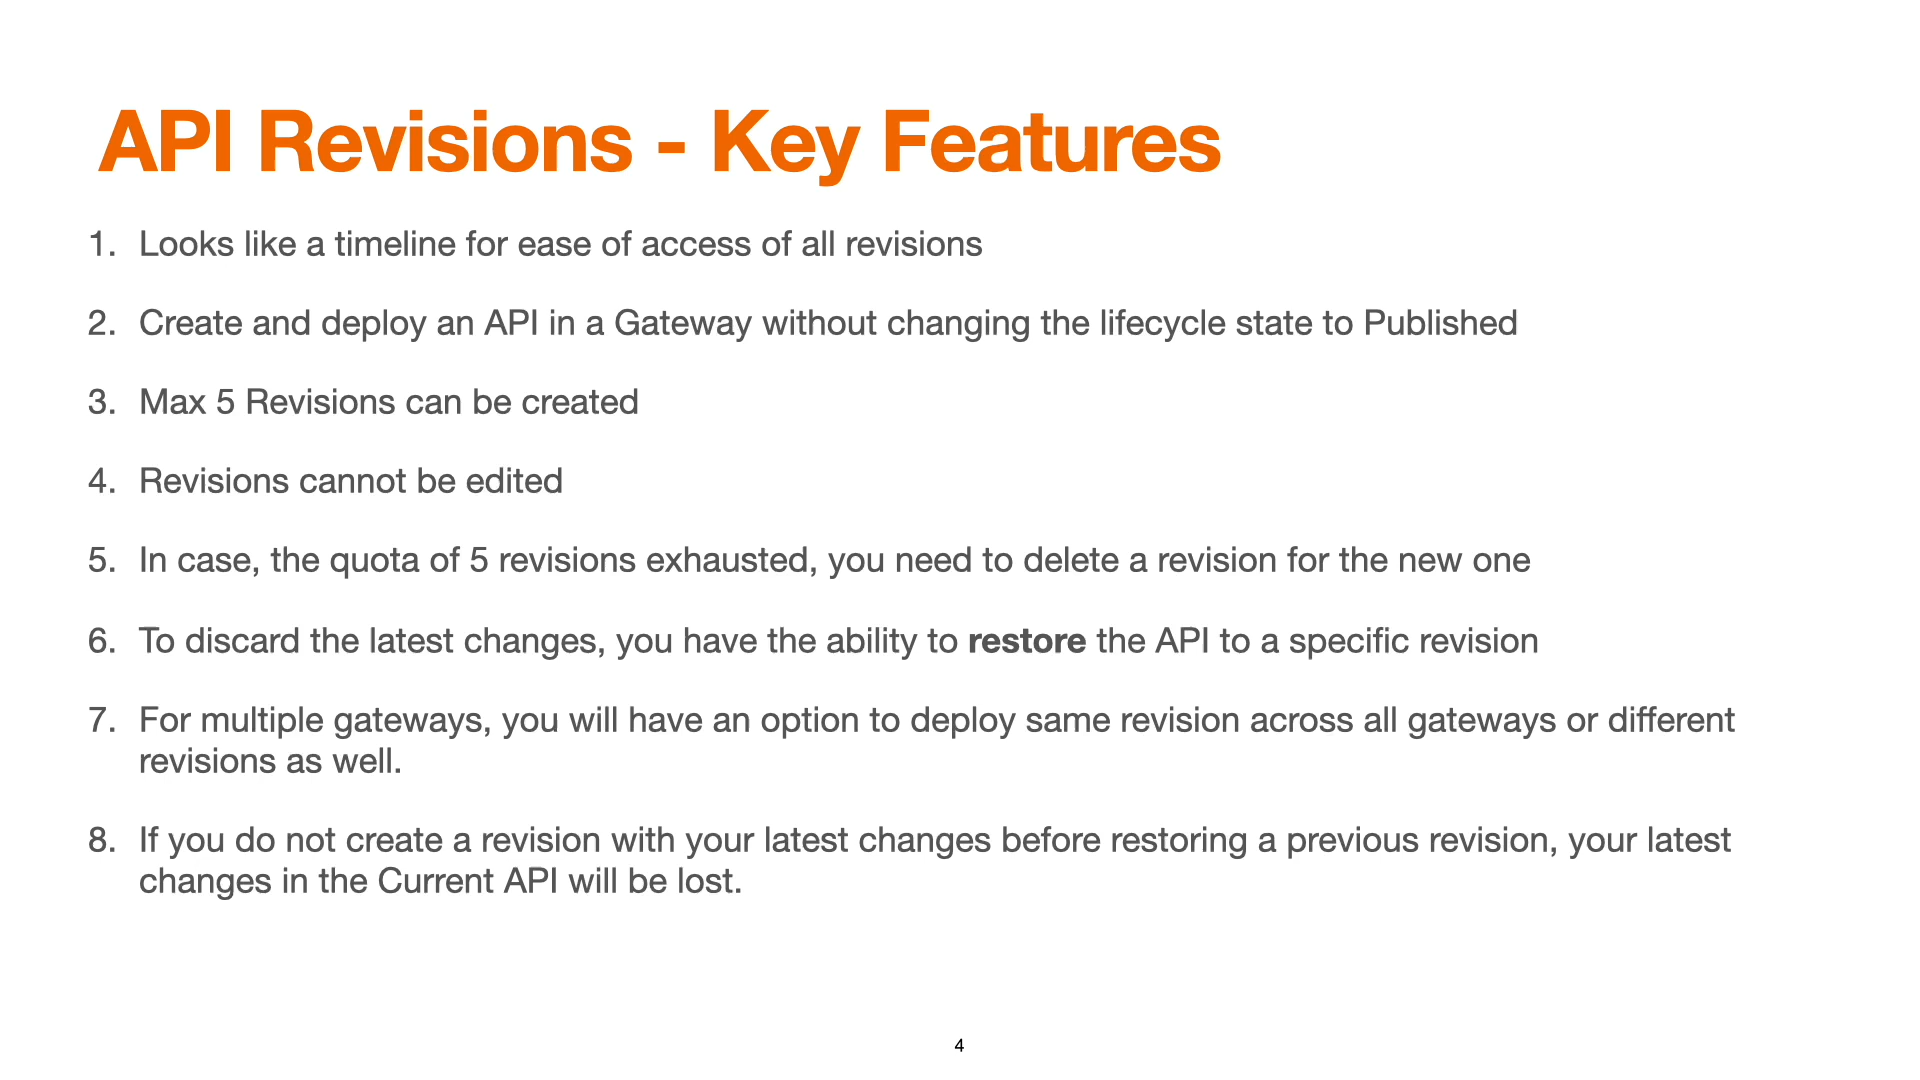 API Revisions - Key Features
1. Looks like a timeline for ease of access of all revisions
2. Create and deploy an API in a Gateway without changing the lifecycle state to Published
3. Max 5 Revisions can be created
4. Revisions cannot be edited
5. In case, the quota of 5 revisions exhausted, you need to delete a revision for the new one
6. To discard the latest changes, you have the ability to restore the API to a specific revision
7. For multiple gateways, you will have an option to deploy same revision across all gateways or different
revisions as well.
8. If you do not create a revision with your latest changes before restoring a previous revision, your latest
changes in the Current API will be lost.
4